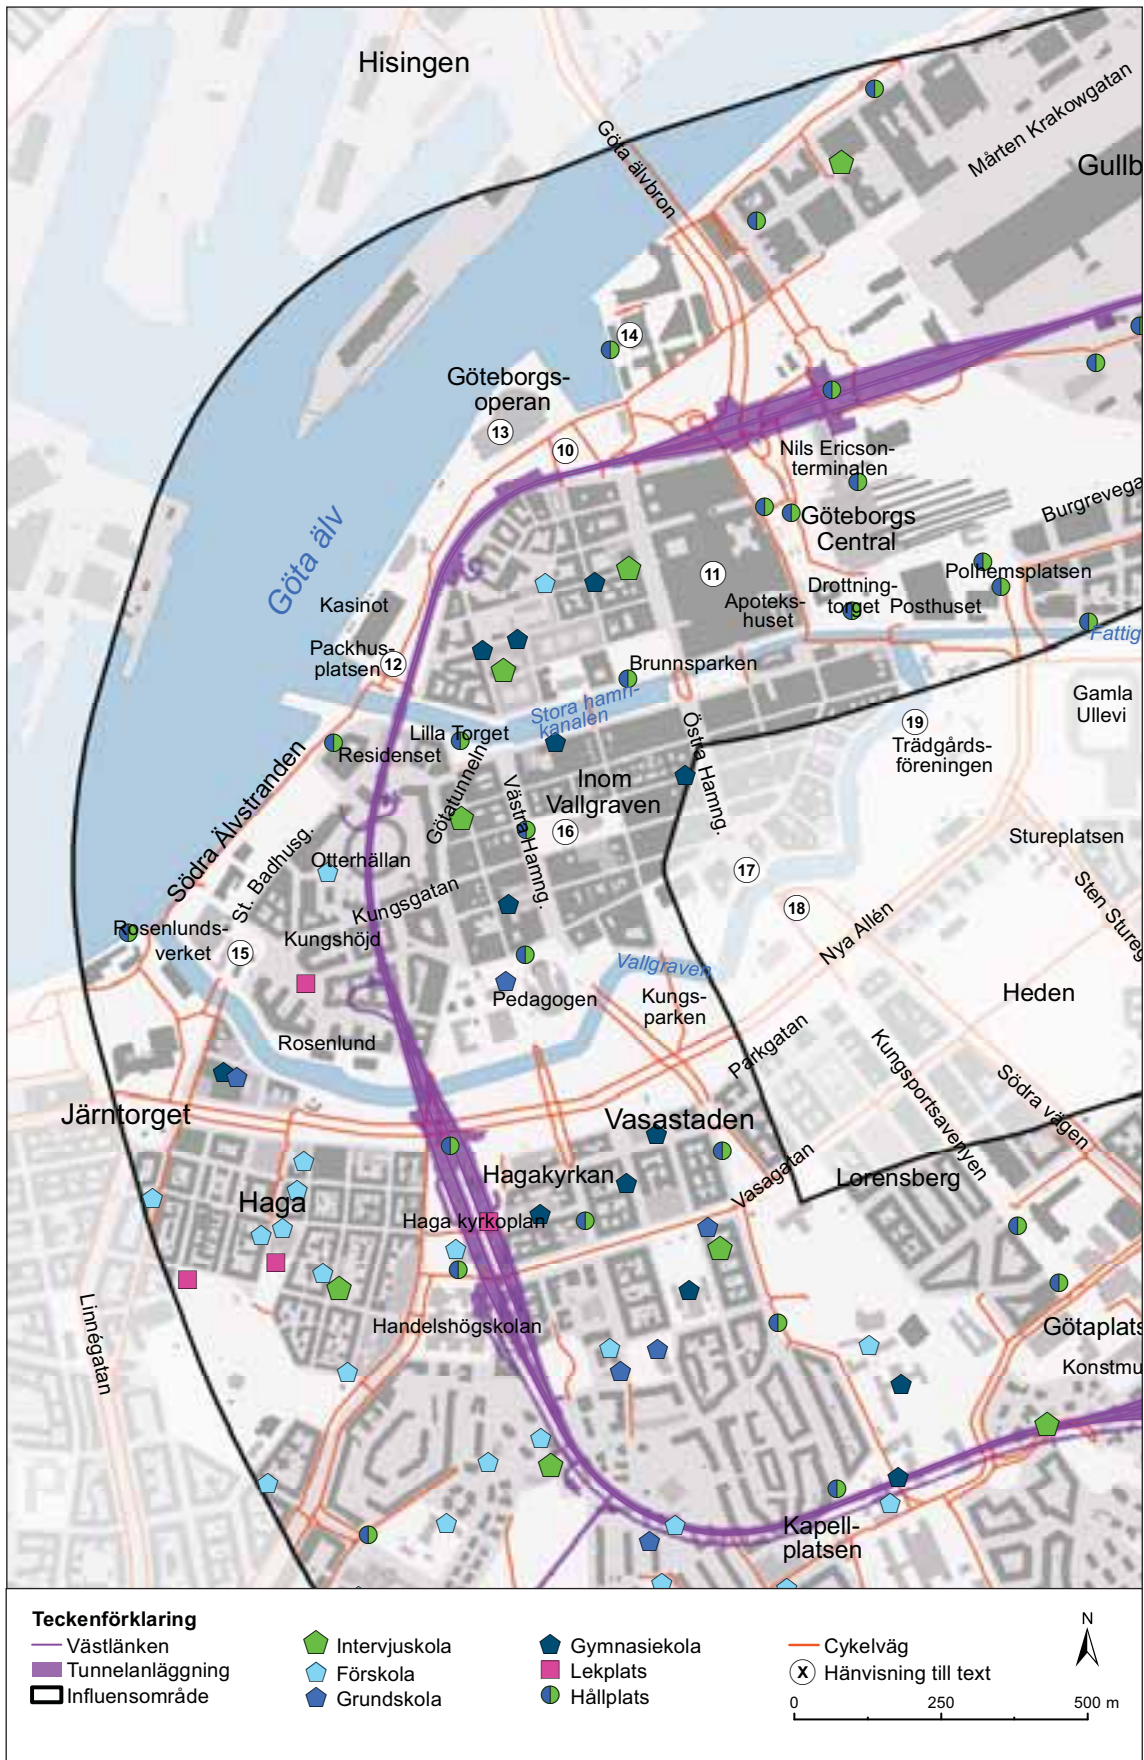 Hisingen
Göta älvbron
Mårten Krakowgatan
Gullb
14
Göteborgs-
operan
13
10
Nils Ericson-
terminalen
Burgrevega
Göteborgs
Central
Göta älv
11
Polhemsplatsen
Kasinot
Apoteks-
huset
Drottning-
torget
Posthuset
Fattig
Packhus-
platsen
12
Brunnsparken
Stora hamn-
kanalen
Gamla
Ullevi
19
Trädgårds-
föreningen
Lilla Torget
Residenset
Östra Hamng.
Södra Älvstranden
Götatunneln
Västra Hamng.
Inom
Vallgraven
16
Stureplatsen
St. Badhusg.
Otterhällan
17
Kungsgatan
18
Sten Stureg
Rosenlunds-
verket
15
Kungshöjd
Nya Allén
Vallgraven
Pedagogen
Kungs-
parken
Heden
Rosenlund
Parkgatan
Kungsportsavenyen
Södra vägen
Järntorget
Vasastaden
Hagakyrkan
Vasagatan
Lorensberg
Haga
Haga kyrkoplan
Linnégatan
Handelshögskolan
Götaplats
Konstmu
Kapell-
platsen
Teckenförklaring
Västlänken
Tunnelanläggning
Influensområde
Intervjuskola
Förskola
Grundskola
Gymnasiekola
Lekplats
Hållplats
Cykelväg
X Hänvisning till text
N
0 250 500 m